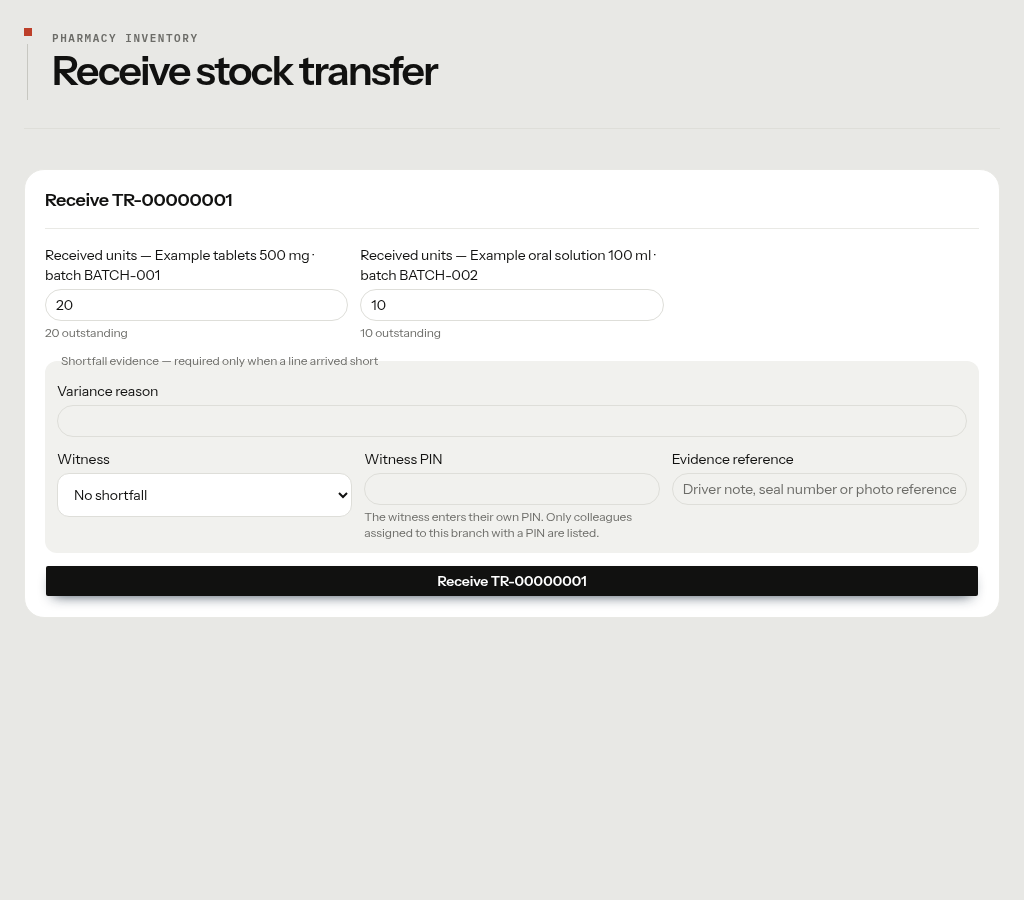 PHARMACY INVENTORY
Receive stock transfer
Receive TR-00000001
Received units — Example tablets 500 mg ·
batch BATCH-001
20
20 outstanding
Received units — Example oral solution 100 ml ·
batch BATCH-002
10
10 outstanding
Shortfall evidence — required only when a line arrived short
Variance reason
Witness
No shortfall
Witness PIN
The witness enters their own PIN. Only colleagues
assigned to this branch with a PIN are listed.
Evidence reference
Driver note, seal number or photo reference
Receive TR-00000001